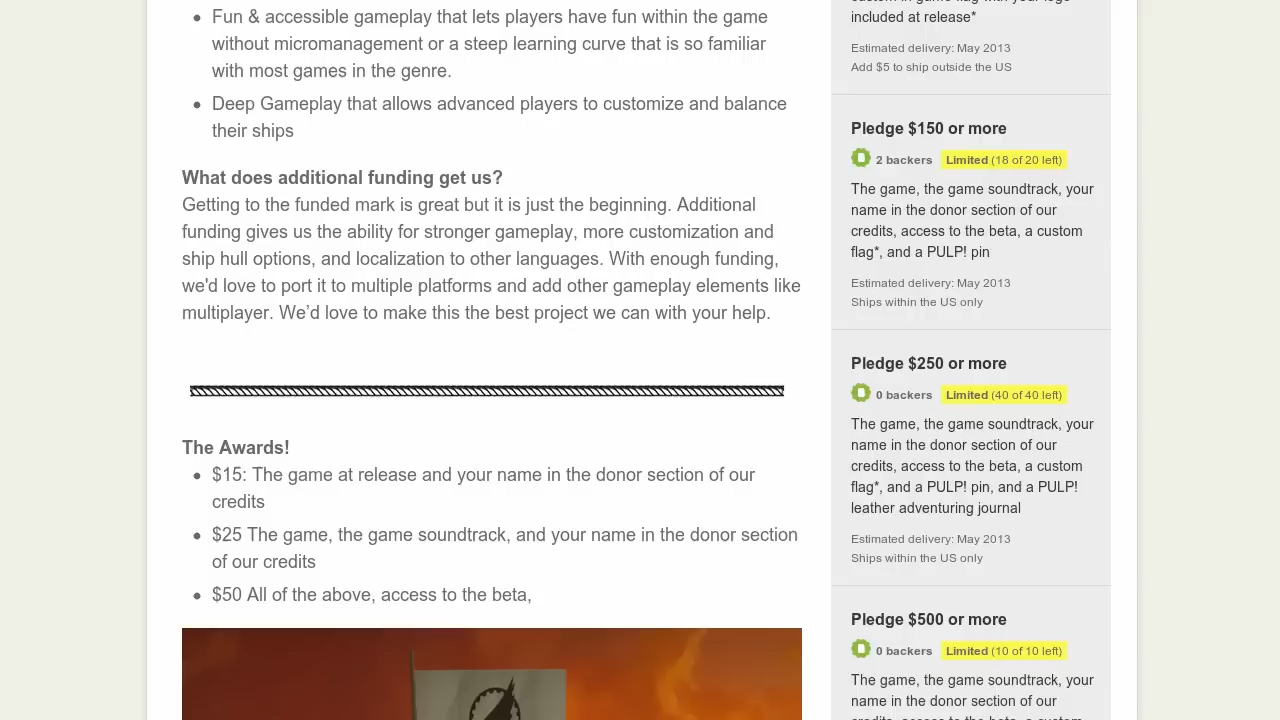 Fun & accessible gameplay that lets players have fun within the game
without micromanagement or a steep learning curve that is so familiar
with most games in the genre.
Deep Gameplay that allows advanced players to customize and balance
their ships
What does additional funding get us?
Getting to the funded mark is great but it is just the beginning. Additional
funding gives us the ability for stronger gameplay, more customization and
ship hull options, and localization to other languages. With enough funding,
we'd love to port it to multiple platforms and add other gameplay elements like
multiplayer. We’d love to make this the best project we can with your help.
The Awards!
$15: The game at release and your name in the donor section of our
credits
$25 The game, the game soundtrack, and your name in the donor section
of our credits
$50 All of the above, access to the beta,
included at release*
Estimated delivery: May 2013
Add $5 to ship outside the US
Pledge $150 or more
2 backers Limited (18 of 20 left)
The game, the game soundtrack, your
name in the donor section of our
credits, access to the beta, a custom
flag*, and a PULP! pin
Estimated delivery: May 2013
Ships within the US only
Pledge $250 or more
0 backers Limited (40 of 40 left)
The game, the game soundtrack, your
name in the donor section of our
credits, access to the beta, a custom
flag*, and a PULP! pin, and a PULP!
leather adventuring journal
Estimated delivery: May 2013
Ships within the US only
Pledge $500 or more
0 backers Limited (10 of 10 left)
The game, the game soundtrack, your
name in the donor section of our